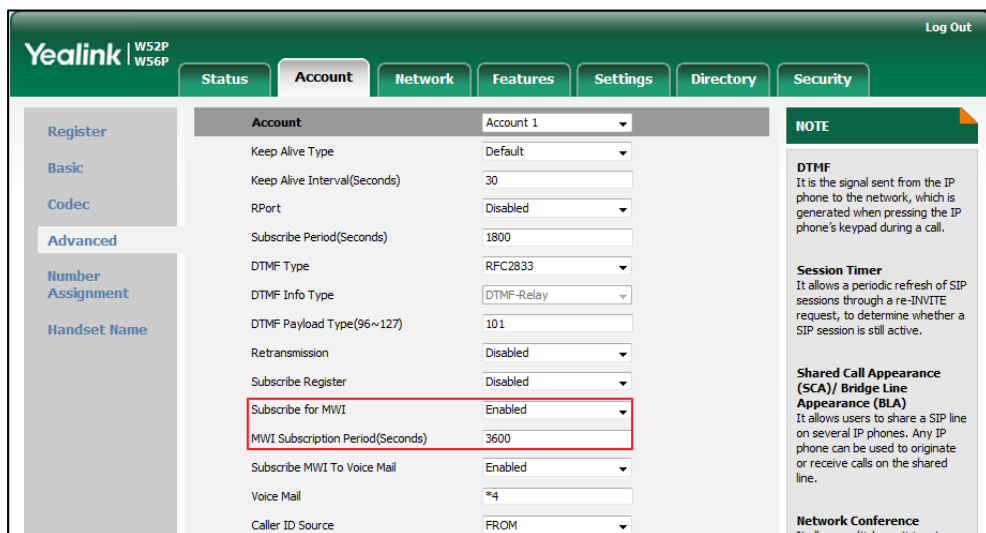 Log Out
Yealink | W52P
W56P
Status Account Network Features Settings Directory Security
Register
Basic
Codec
Advanced
Number
Assignment
Handset Name
Account Account 1
Keep Alive Type Default
Keep Alive Interval(Seconds) 30
RPort Disabled
Subscribe Period(Seconds) 1800
DTMF Type RFC2833
DTMF Info Type DTMF-Relay
DTMF Payload Type(96~127) 101
Retransmission Disabled
Subscribe Register Disabled
Subscribe for MWI Enabled
MWI Subscription Period(Seconds) 3600
Subscribe MWI To Voice Mail Enabled
Voice Mail *4
Caller ID Source FROM
NOTE
DTMF
It is the signal sent from the IP
phone to the network, which is
generated when pressing the IP
phone's keypad during a call.
Session Timer
It allows a periodic refresh of SIP
sessions through a re-INVITE
request, to determine whether a
SIP session is still active.
Shared Call Appearance
(SCA)/ Bridge Line
Appearance (BLA)
It allows users to share a SIP line
on several IP phones. Any IP
phone can be used to originate
or receive calls on the shared
line.
Network Conference